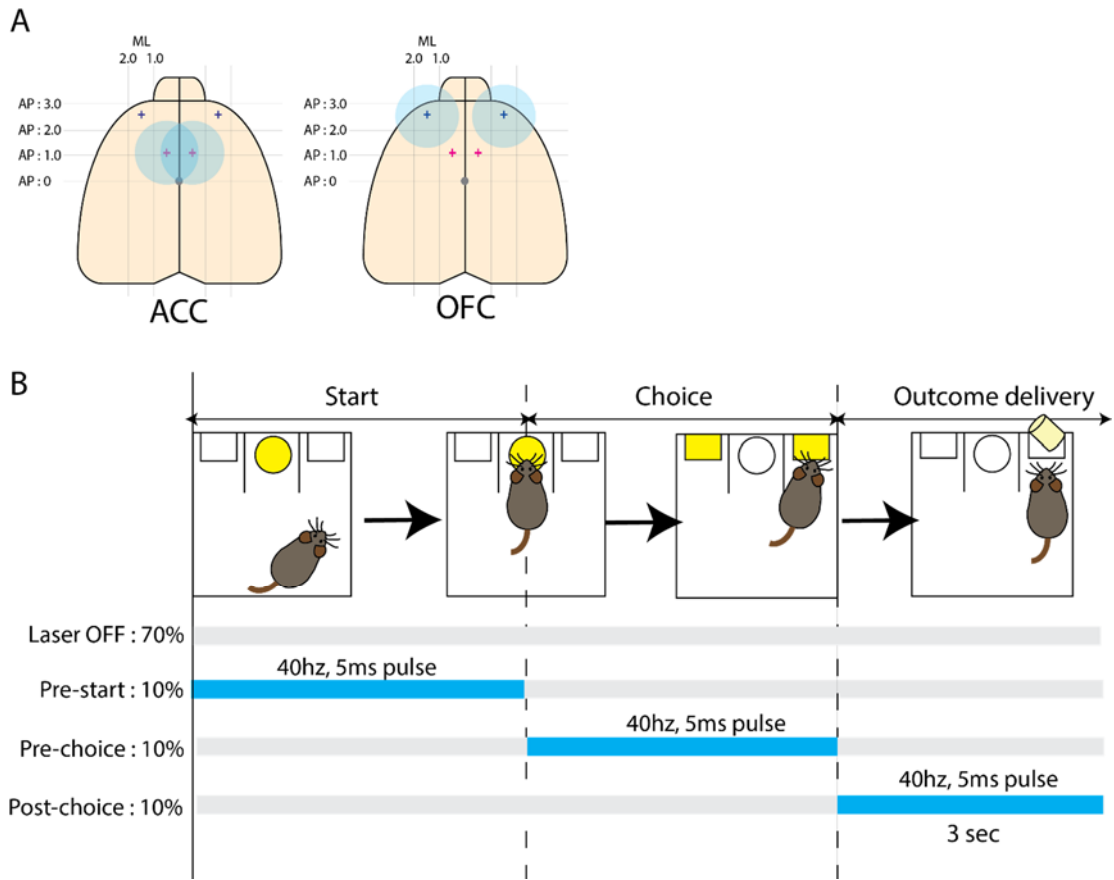 A
ML
2.0 1.0
AP : 3.0
AP : 2.0
AP : 1.0
AP : 0
ACC
ML
2.0 1.0
AP : 3.0
AP : 2.0
AP : 1.0
AP : 0
OFC
B
Start
Choice
Outcome delivery
Laser OFF : 70%
Pre-start : 10%
40hz, 5ms pulse
Pre-choice : 10%
40hz, 5ms pulse
Post-choice : 10%
40hz, 5ms pulse
3 sec